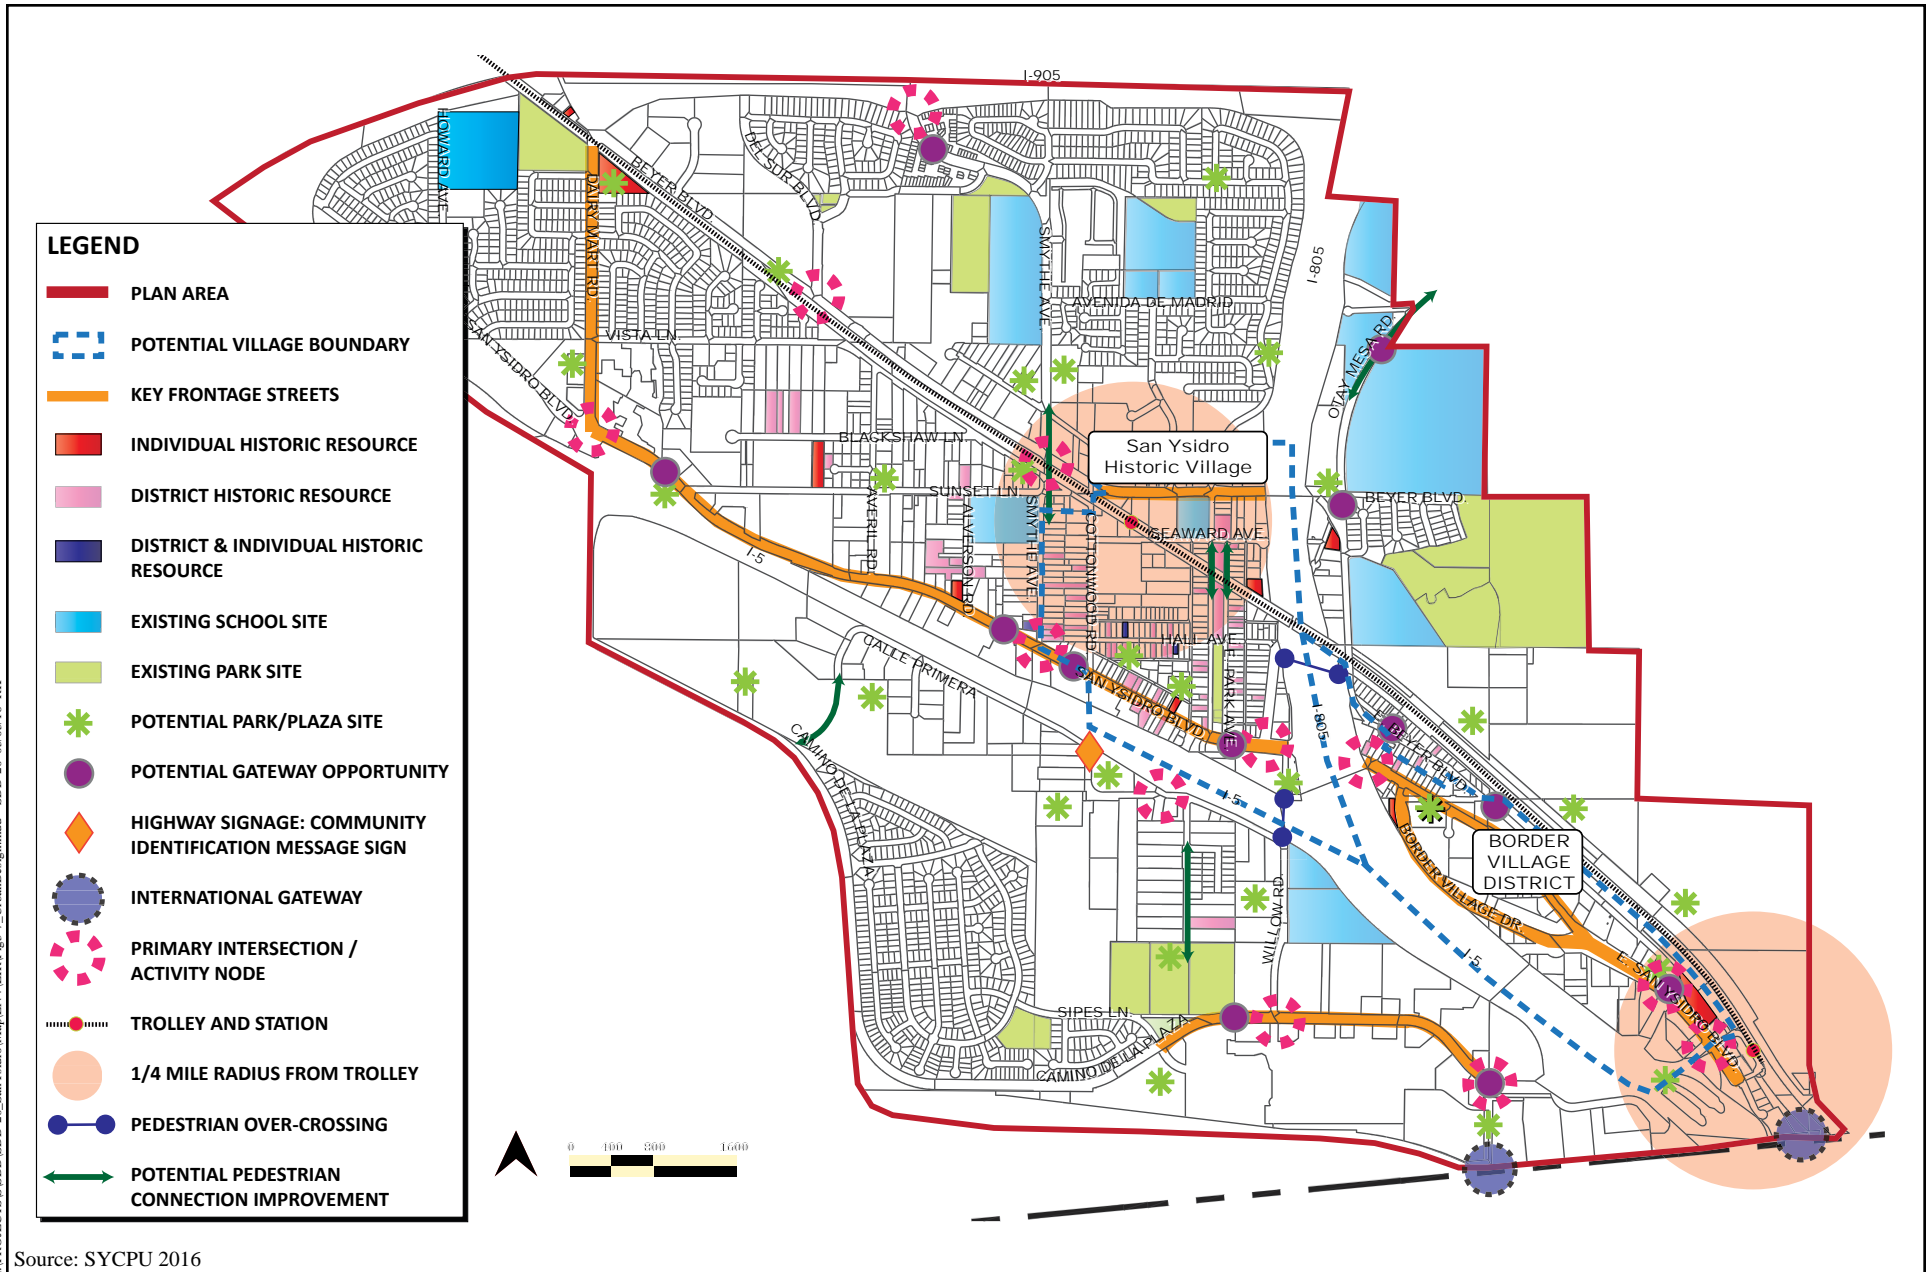 I-905
HOWARD AVE.
DAIRY MART RD.
BEYER BLVD.
DEL SUR BLVD.
SMYTHE AVE.
I-805
AVENIDA DE MADRID
OTAY MESA RD.
VISTA LN.
SAN YSIDRO BLVD.
LEGEND
PLAN AREA
POTENTIAL VILLAGE BOUNDARY
KEY FRONTAGE STREETS
INDIVIDUAL HISTORIC RESOURCE
DISTRICT HISTORIC RESOURCE
DISTRICT & INDIVIDUAL HISTORIC
RESOURCE
EXISTING SCHOOL SITE
EXISTING PARK SITE
POTENTIAL PARK/PLAZA SITE
POTENTIAL GATEWAY OPPORTUNITY
HIGHWAY SIGNAGE: COMMUNITY
IDENTIFICATION MESSAGE SIGN
INTERNATIONAL GATEWAY
PRIMARY INTERSECTION /
ACTIVITY NODE
TROLLEY AND STATION
1/4 MILE RADIUS FROM TROLLEY
PEDESTRIAN OVER-CROSSING
POTENTIAL PEDESTRIAN
CONNECTION IMPROVEMENT
BLACKSHAW LN.
San Ysidro
Historic Village
SUNSET LN.
BEYER BLVD.
AVERIL RD.
ALVERSON RD.
SMYTHE AVE.
COTTONWOOD RD.
SEAWARD AVE.
I-5
HALL AVE.
E. PARK AVE.
CALLE PRIMERA
SAN YSIDRO BLVD.
I-805
BEYER BLVD.
CAMINO DE LA PLAZA
I-5
BORDER
VILLAGE
DISTRICT
BORDER VILLAGE DR.
WILLOW RD.
I-5
E. SAN YSIDRO BLVD.
SIPES LN.
CAMINO DE LA PLAZA
0 400 800 1600
Source: SYCPU 2016